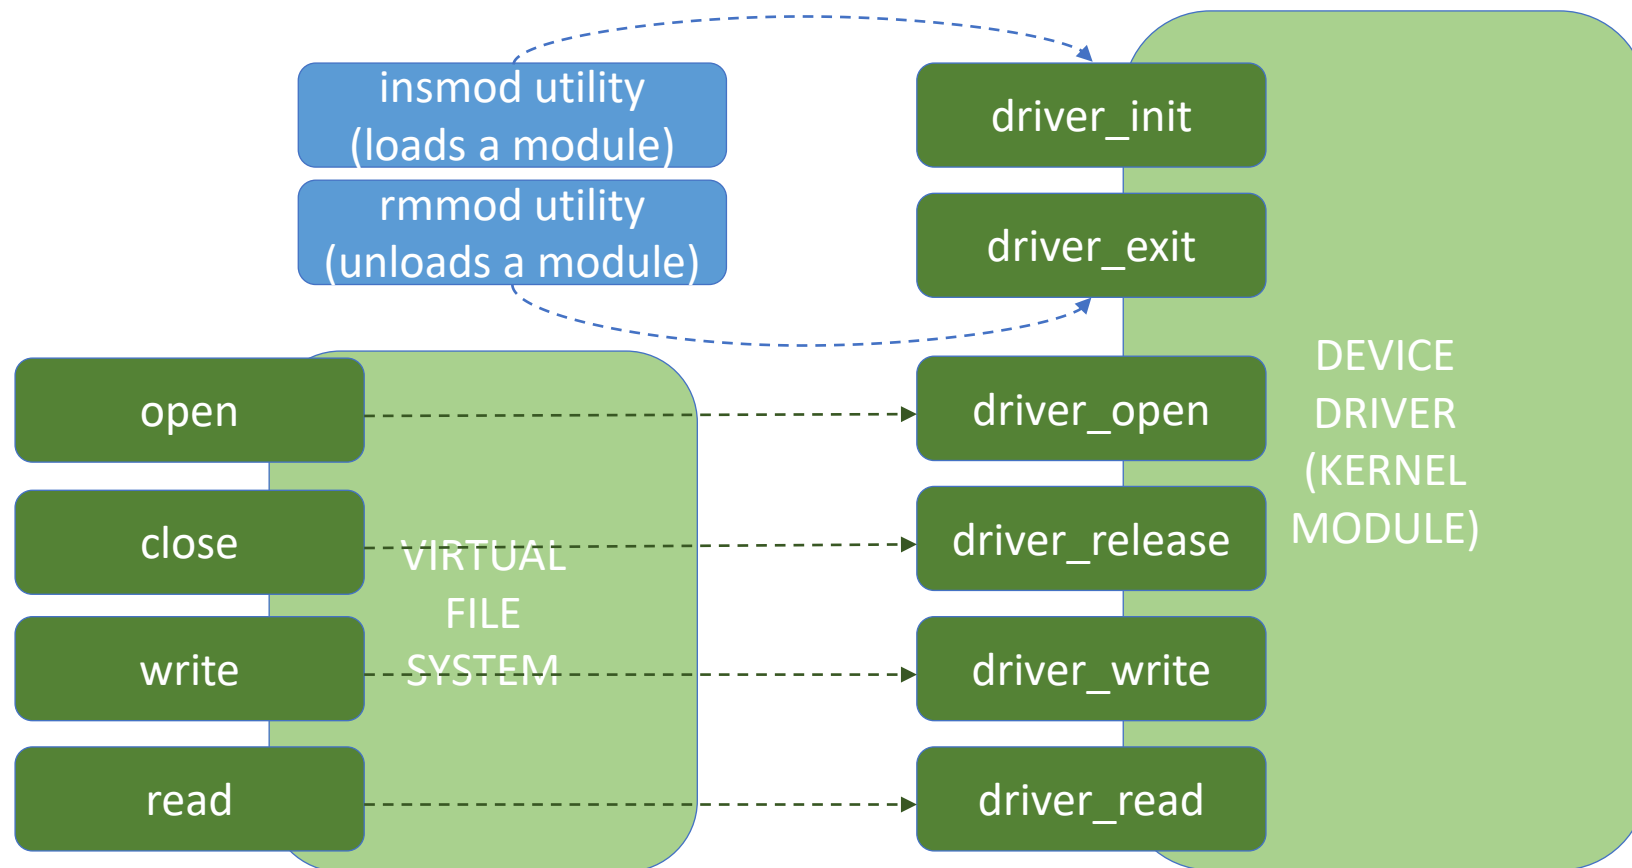 insmod utility
(loads a module)
rmmod utility
(unloads a module)
driver_init
driver_exit
open
close
write
read
VIRTUAL
FILE
SYSTEM
driver_open
driver_release
driver_write
driver_read
DEVICE
DRIVER
(KERNEL
MODULE)